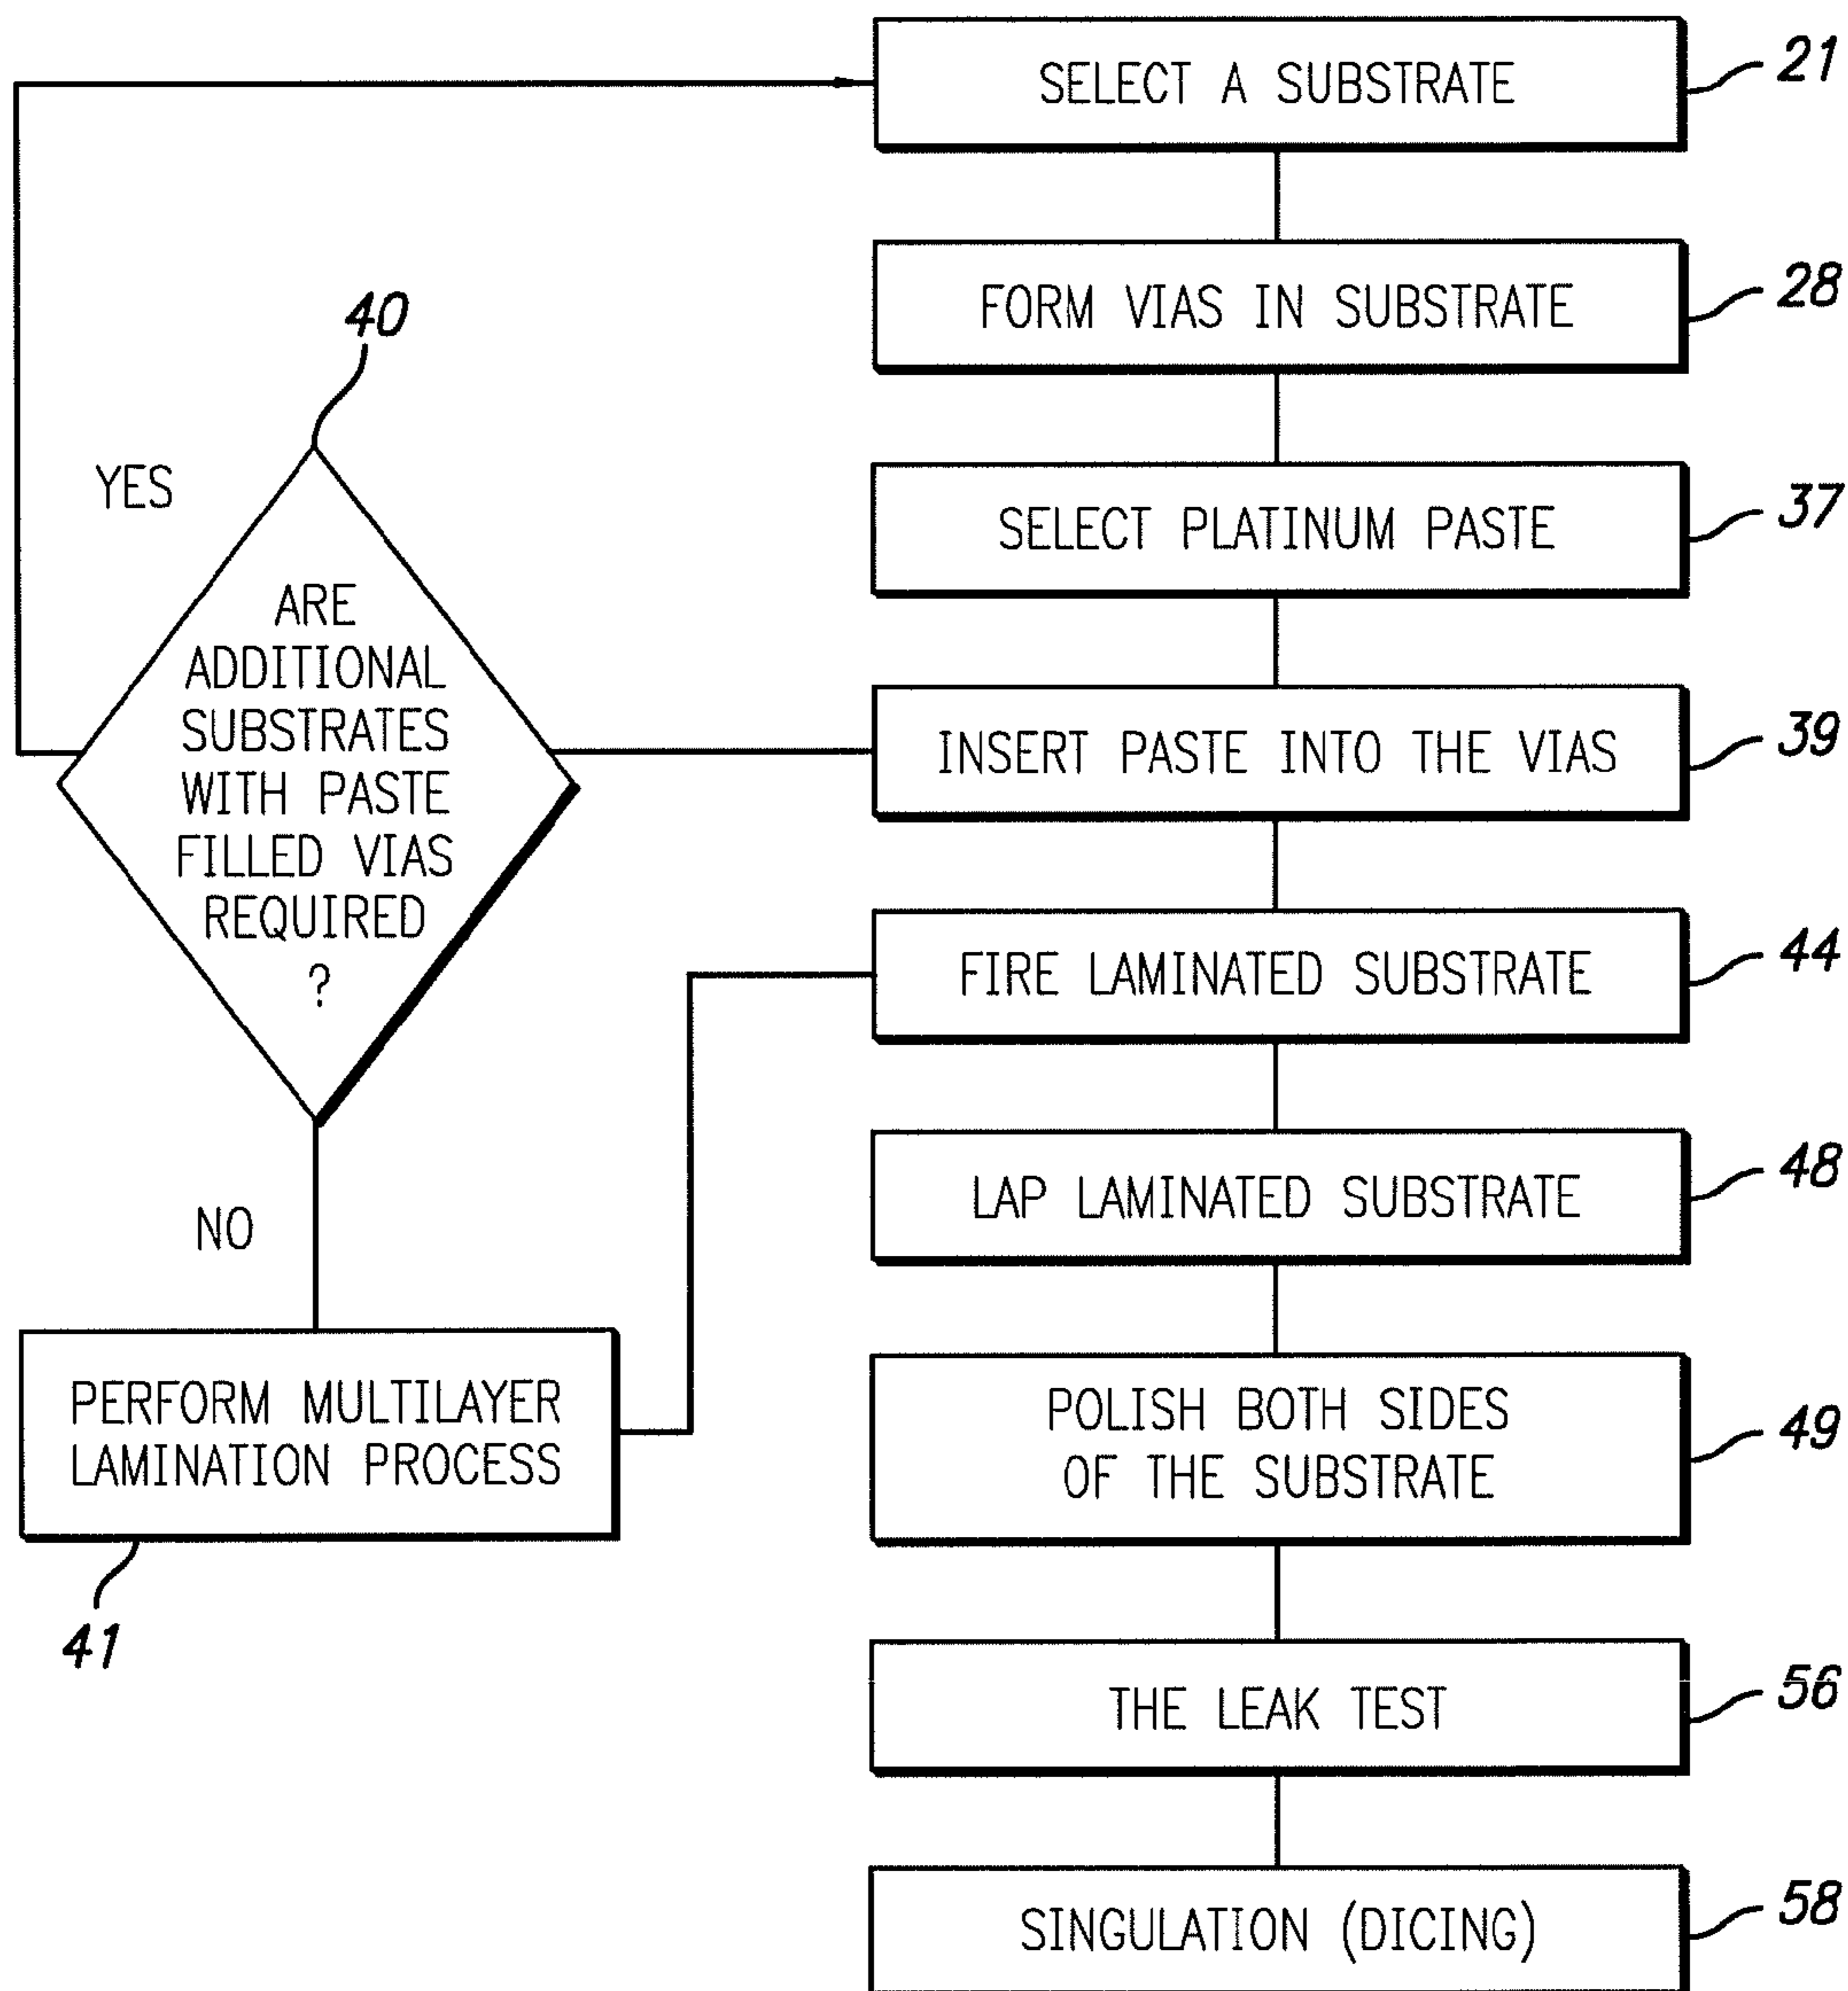 SELECT A SUBSTRATE
21
FORM VIAS IN SUBSTRATE
28
SELECT PLATINUM PASTE
37
INSERT PASTE INTO THE VIAS
39
40
YES
ARE
ADDITIONAL
SUBSTRATES
WITH PASTE
FILLED VIAS
REQUIRED
?
NO
PERFORM MULTILAYER
LAMINATION PROCESS
41
FIRE LAMINATED SUBSTRATE
44
LAP LAMINATED SUBSTRATE
48
POLISH BOTH SIDES
OF THE SUBSTRATE
49
THE LEAK TEST
56
SINGULATION (DICING)
58